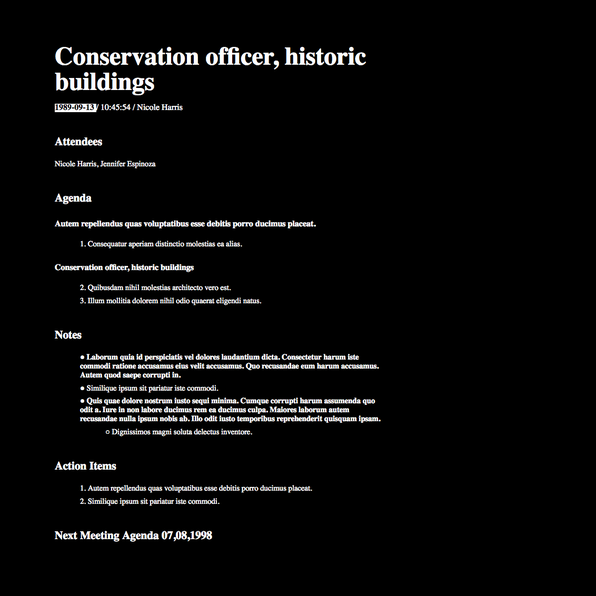 Conservation officer, historic
buildings
1989-09-13 / 10:45:54 / Nicole Harris
Attendees
Nicole Harris, Jennifer Espinoza
Agenda
Autem repellendus quas voluptatibus esse debitis porro ducimus placeat.
1. Consequatur aperiam distinctio molestias ea alias.
Conservation officer, historic buildings
2. Quibusdam nihil molestias architecto vero est.
3. Illum mollitia dolorem nihil odio quaerat eligendi natus.
Notes
● Laborum quia id perspiciatis vel dolores laudantium dicta. Consectetur harum iste
commodi ratione accusamus eius velit accusamus. Quo recusandae eum harum accusamus.
Autem quod saepe corrupti in.
● Similique ipsum sit pariatur iste commodi.
● Quis quae dolore nostrum iusto sequi minima. Cumque corrupti harum assumenda quo
odit a. Iure in non labore ducimus rem ea ducimus culpa. Maiores laborum autem
recusandae nulla ipsum nobis ab. Illo odit iusto temporibus reprehenderit quisquam ipsam.
○ Dignissimos magni soluta delectus inventore.
Action Items
1. Autem repellendus quas voluptatibus esse debitis porro ducimus placeat.
2. Similique ipsum sit pariatur iste commodi.
Next Meeting Agenda 07,08,1998